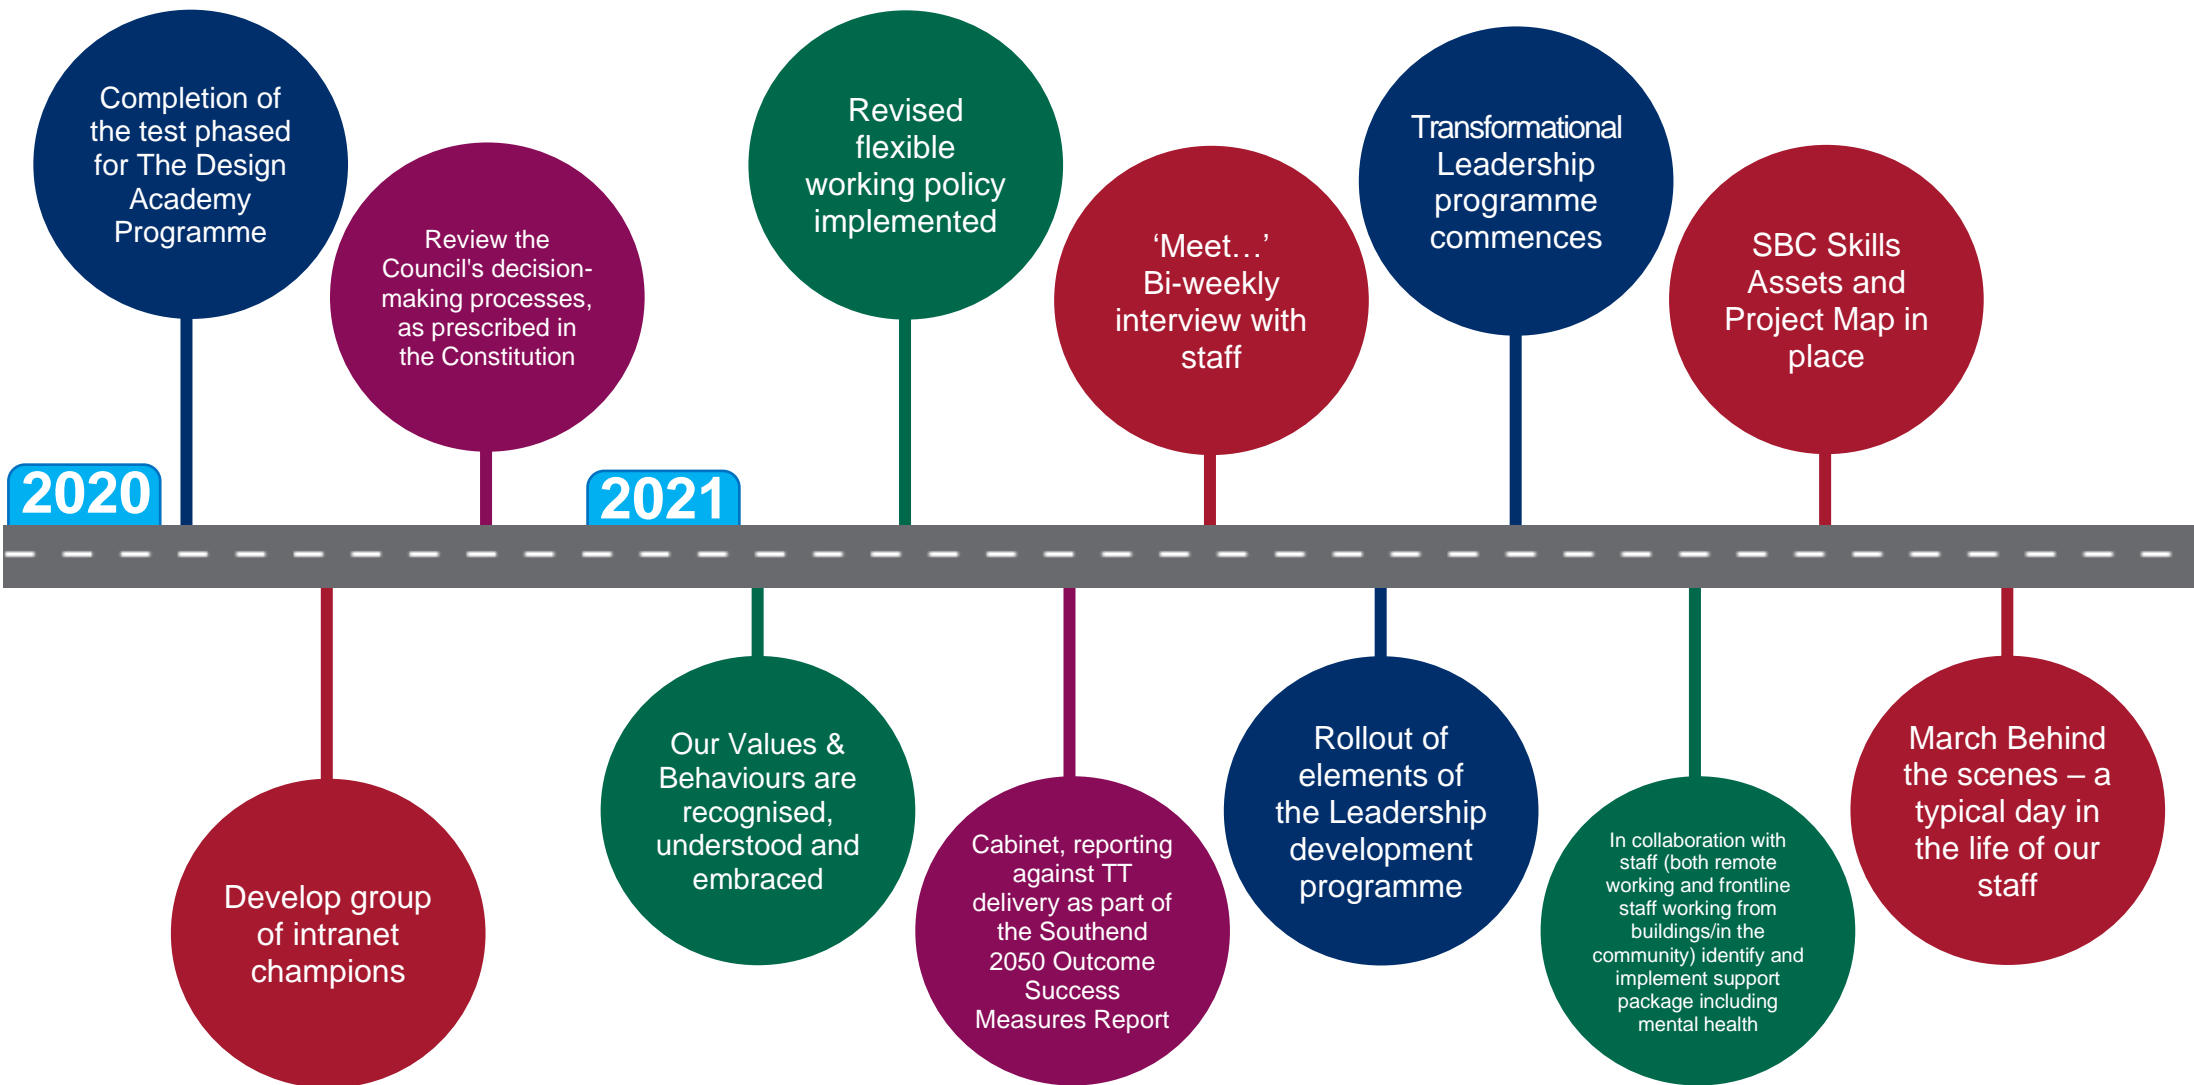 Completion of
the test phased
for The Design
Academy
Programme
Review the
Council's decision-
making processes,
as prescribed in
the Constitution
Revised
flexible
working policy
implemented
‘Meet…’
Bi-weekly
interview with
staff
Transformational
Leadership
programme
commences
SBC Skills
Assets and
Project Map in
place
2020
2021
Develop group
of intranet
champions
Our Values &
Behaviours are
recognised,
understood and
embraced
Cabinet, reporting
against TT
delivery as part of
the Southend
2050 Outcome
Success
Measures Report
Rollout of
elements of
the Leadership
development
programme
In collaboration with
staff (both remote
working and frontline
staff working from
buildings/in the
community) identify and
implement support
package including
mental health
March Behind
the scenes – a
typical day in
the life of our
staff